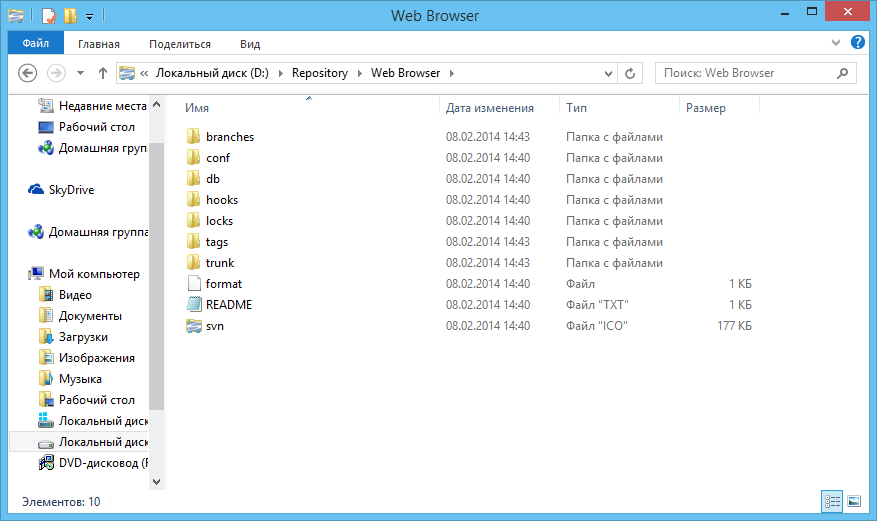 Web Browser
Файл Главная Поделиться Вид
« Локальный диск (D:) Repository Web Browser Поиск: Web Browser
Недавние места
Рабочий стол
Домашняя груп
SkyDrive
Домашняя группа
Мой компьютер
Видео
Документы
Загрузки
Изображения
Музыка
Рабочий стол
Локальный диск
Локальный диск
DVD-дисковод (F
Имя Дата изменения Тип Размер
branches 08.02.2014 14:43 Папка с файлами
conf 08.02.2014 14:40 Папка с файлами
db 08.02.2014 14:40 Папка с файлами
hooks 08.02.2014 14:40 Папка с файлами
locks 08.02.2014 14:40 Папка с файлами
tags 08.02.2014 14:43 Папка с файлами
trunk 08.02.2014 14:43 Папка с файлами
format 08.02.2014 14:40 Файл 1 КБ
README 08.02.2014 14:40 Файл "TXT" 1 КБ
svn 08.02.2014 14:40 Файл "ICO" 177 КБ
Элементов: 10